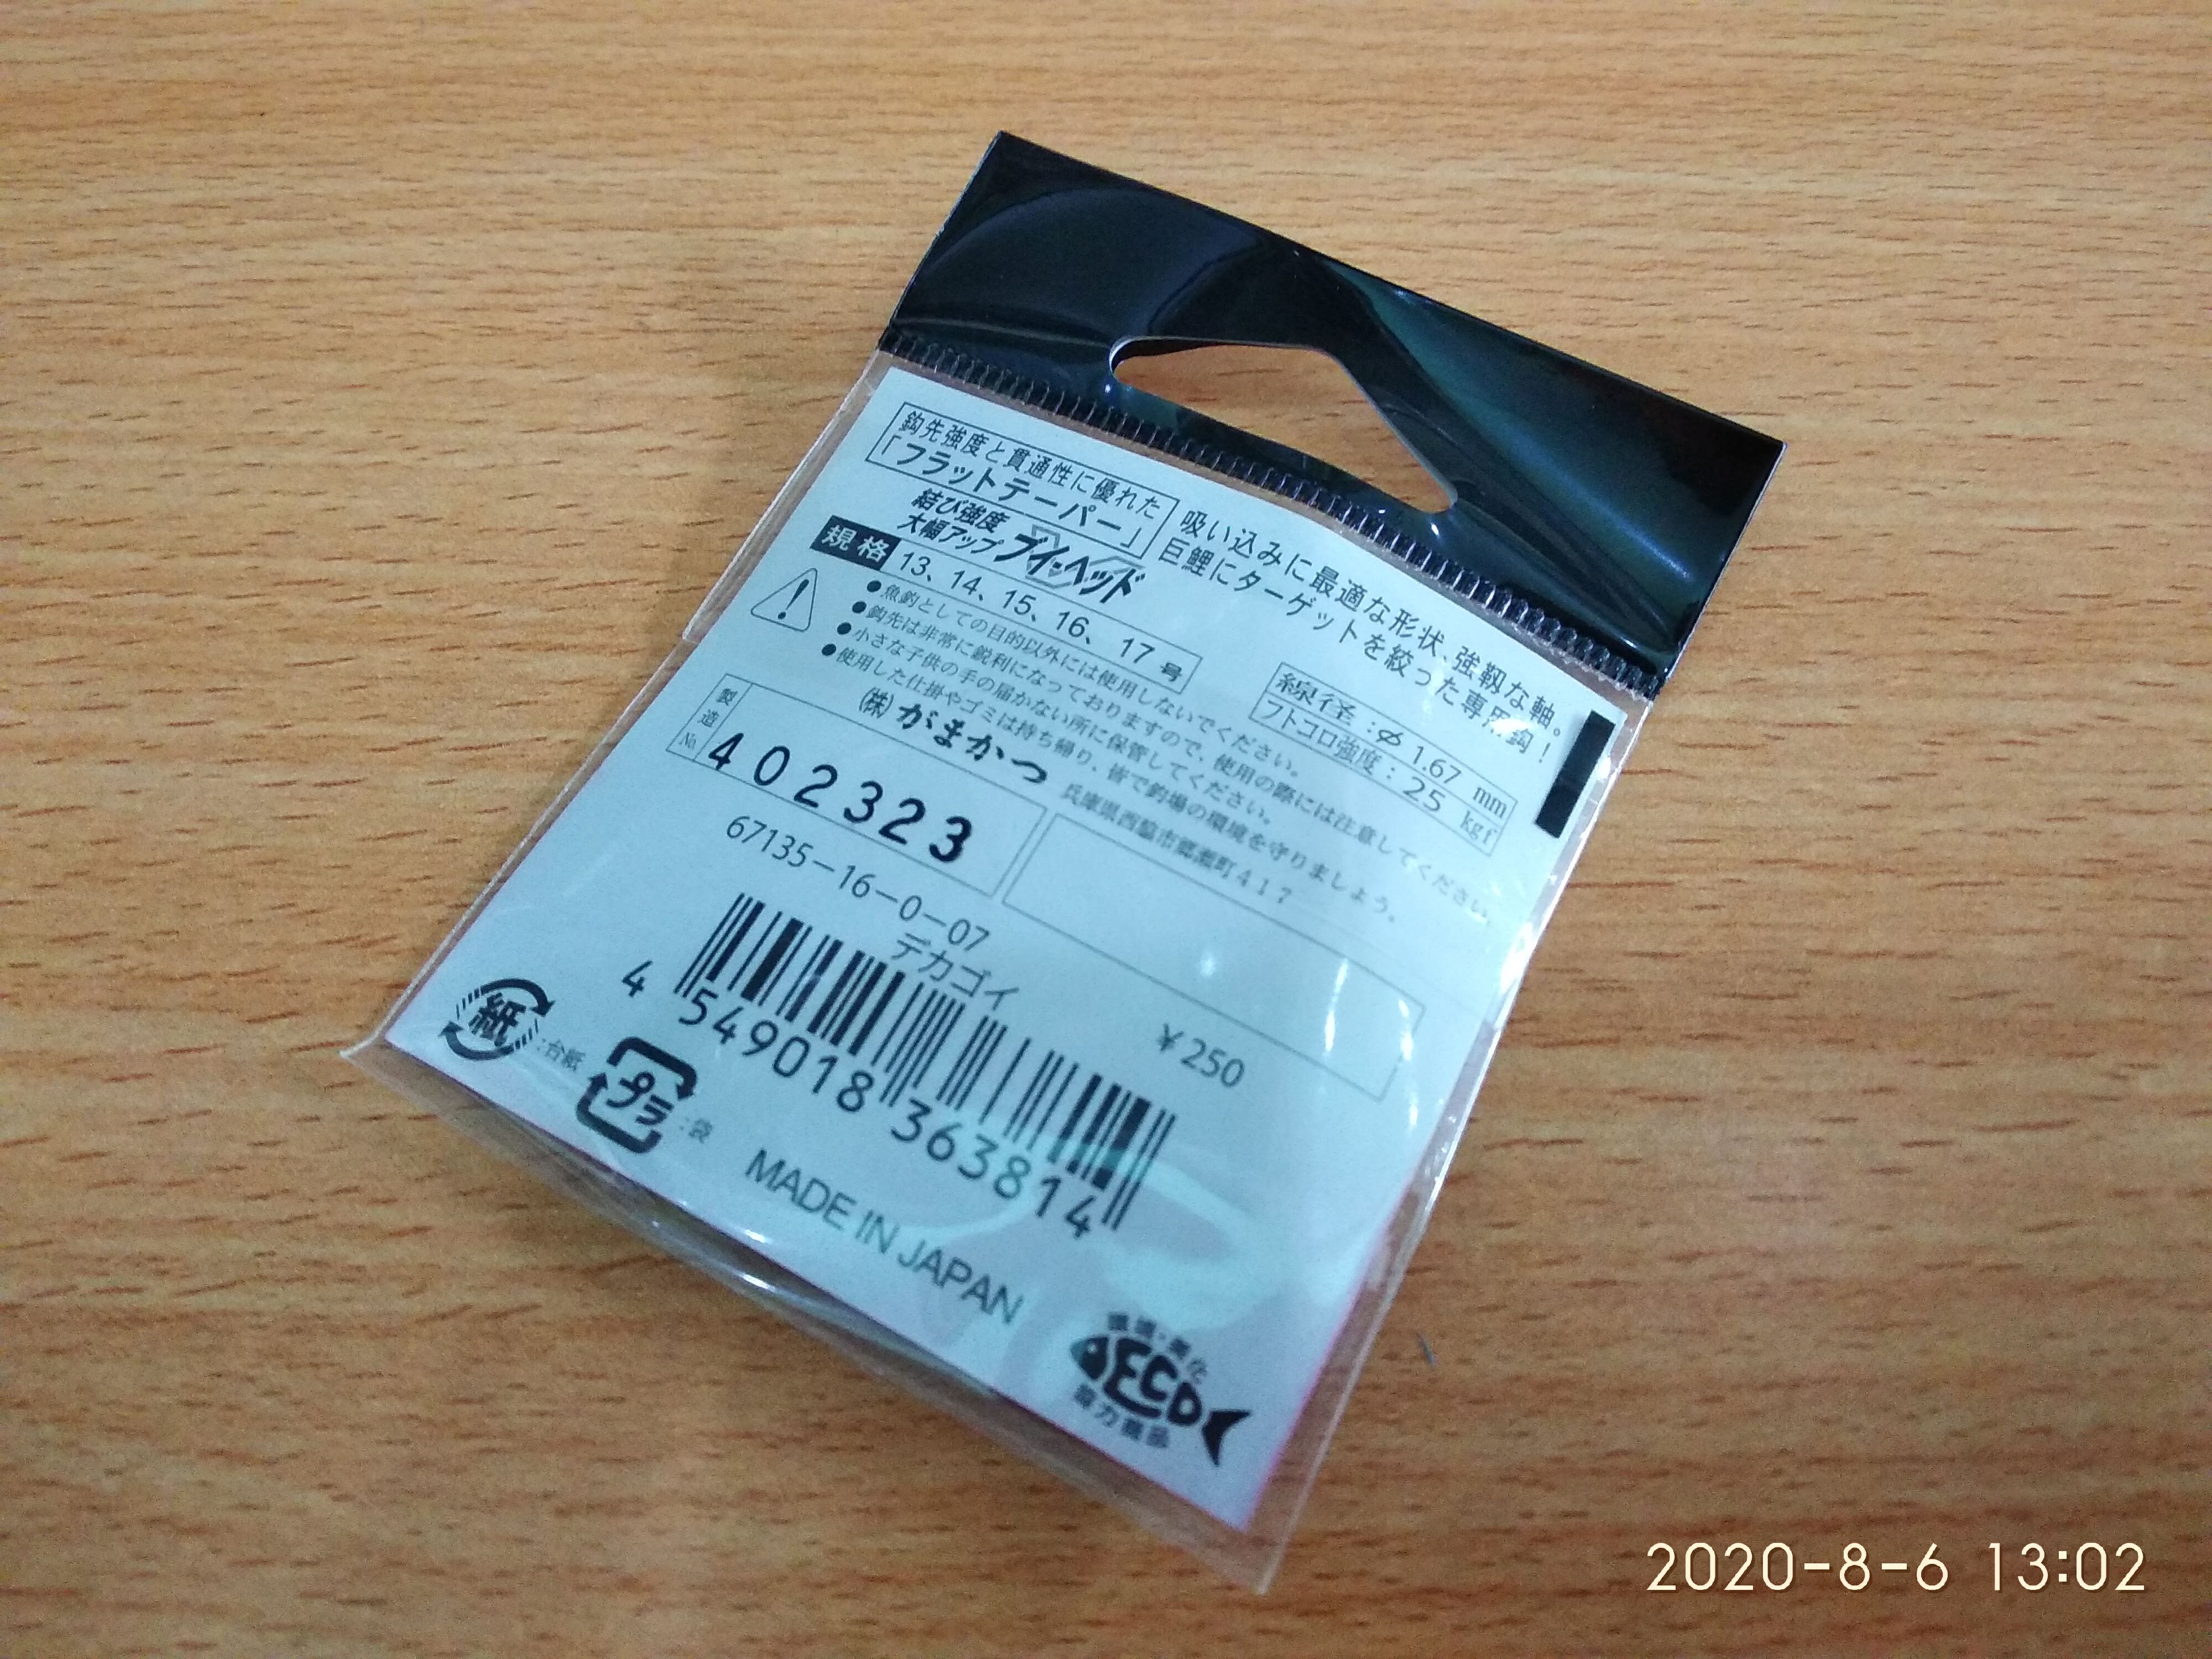 鈎先強度と貫通性に優れた
「フラットテーパー」
吸い込みに最適な形状、強靱な軸。
巨鯉にターゲットを絞った専用鈎！
結び強度
大幅アップ
ブイ・ヘッド
規格 13、14、15、16、17 号
線径：φ 1.67 mm
フトコロ強度：25 kgf
●魚釣としての目的以外には使用しないでください。
●鈎先は非常に鋭利になっておりますので、使用の際には注意してください。
●小さな子供の手の届かない所に保管してください。
●使用した仕掛やゴミは持ち帰り、皆で釣場の環境を守りましょう。
㈱がまかつ 兵庫県西脇市郷瀬町417
製造No. 402323
67135-16-0-07
デカゴイ
¥250
4 549018 363814
紙 :台紙
プラ :袋
MADE IN JAPAN
環境・美化
ECO
協力商品
2020-8-6 13:02